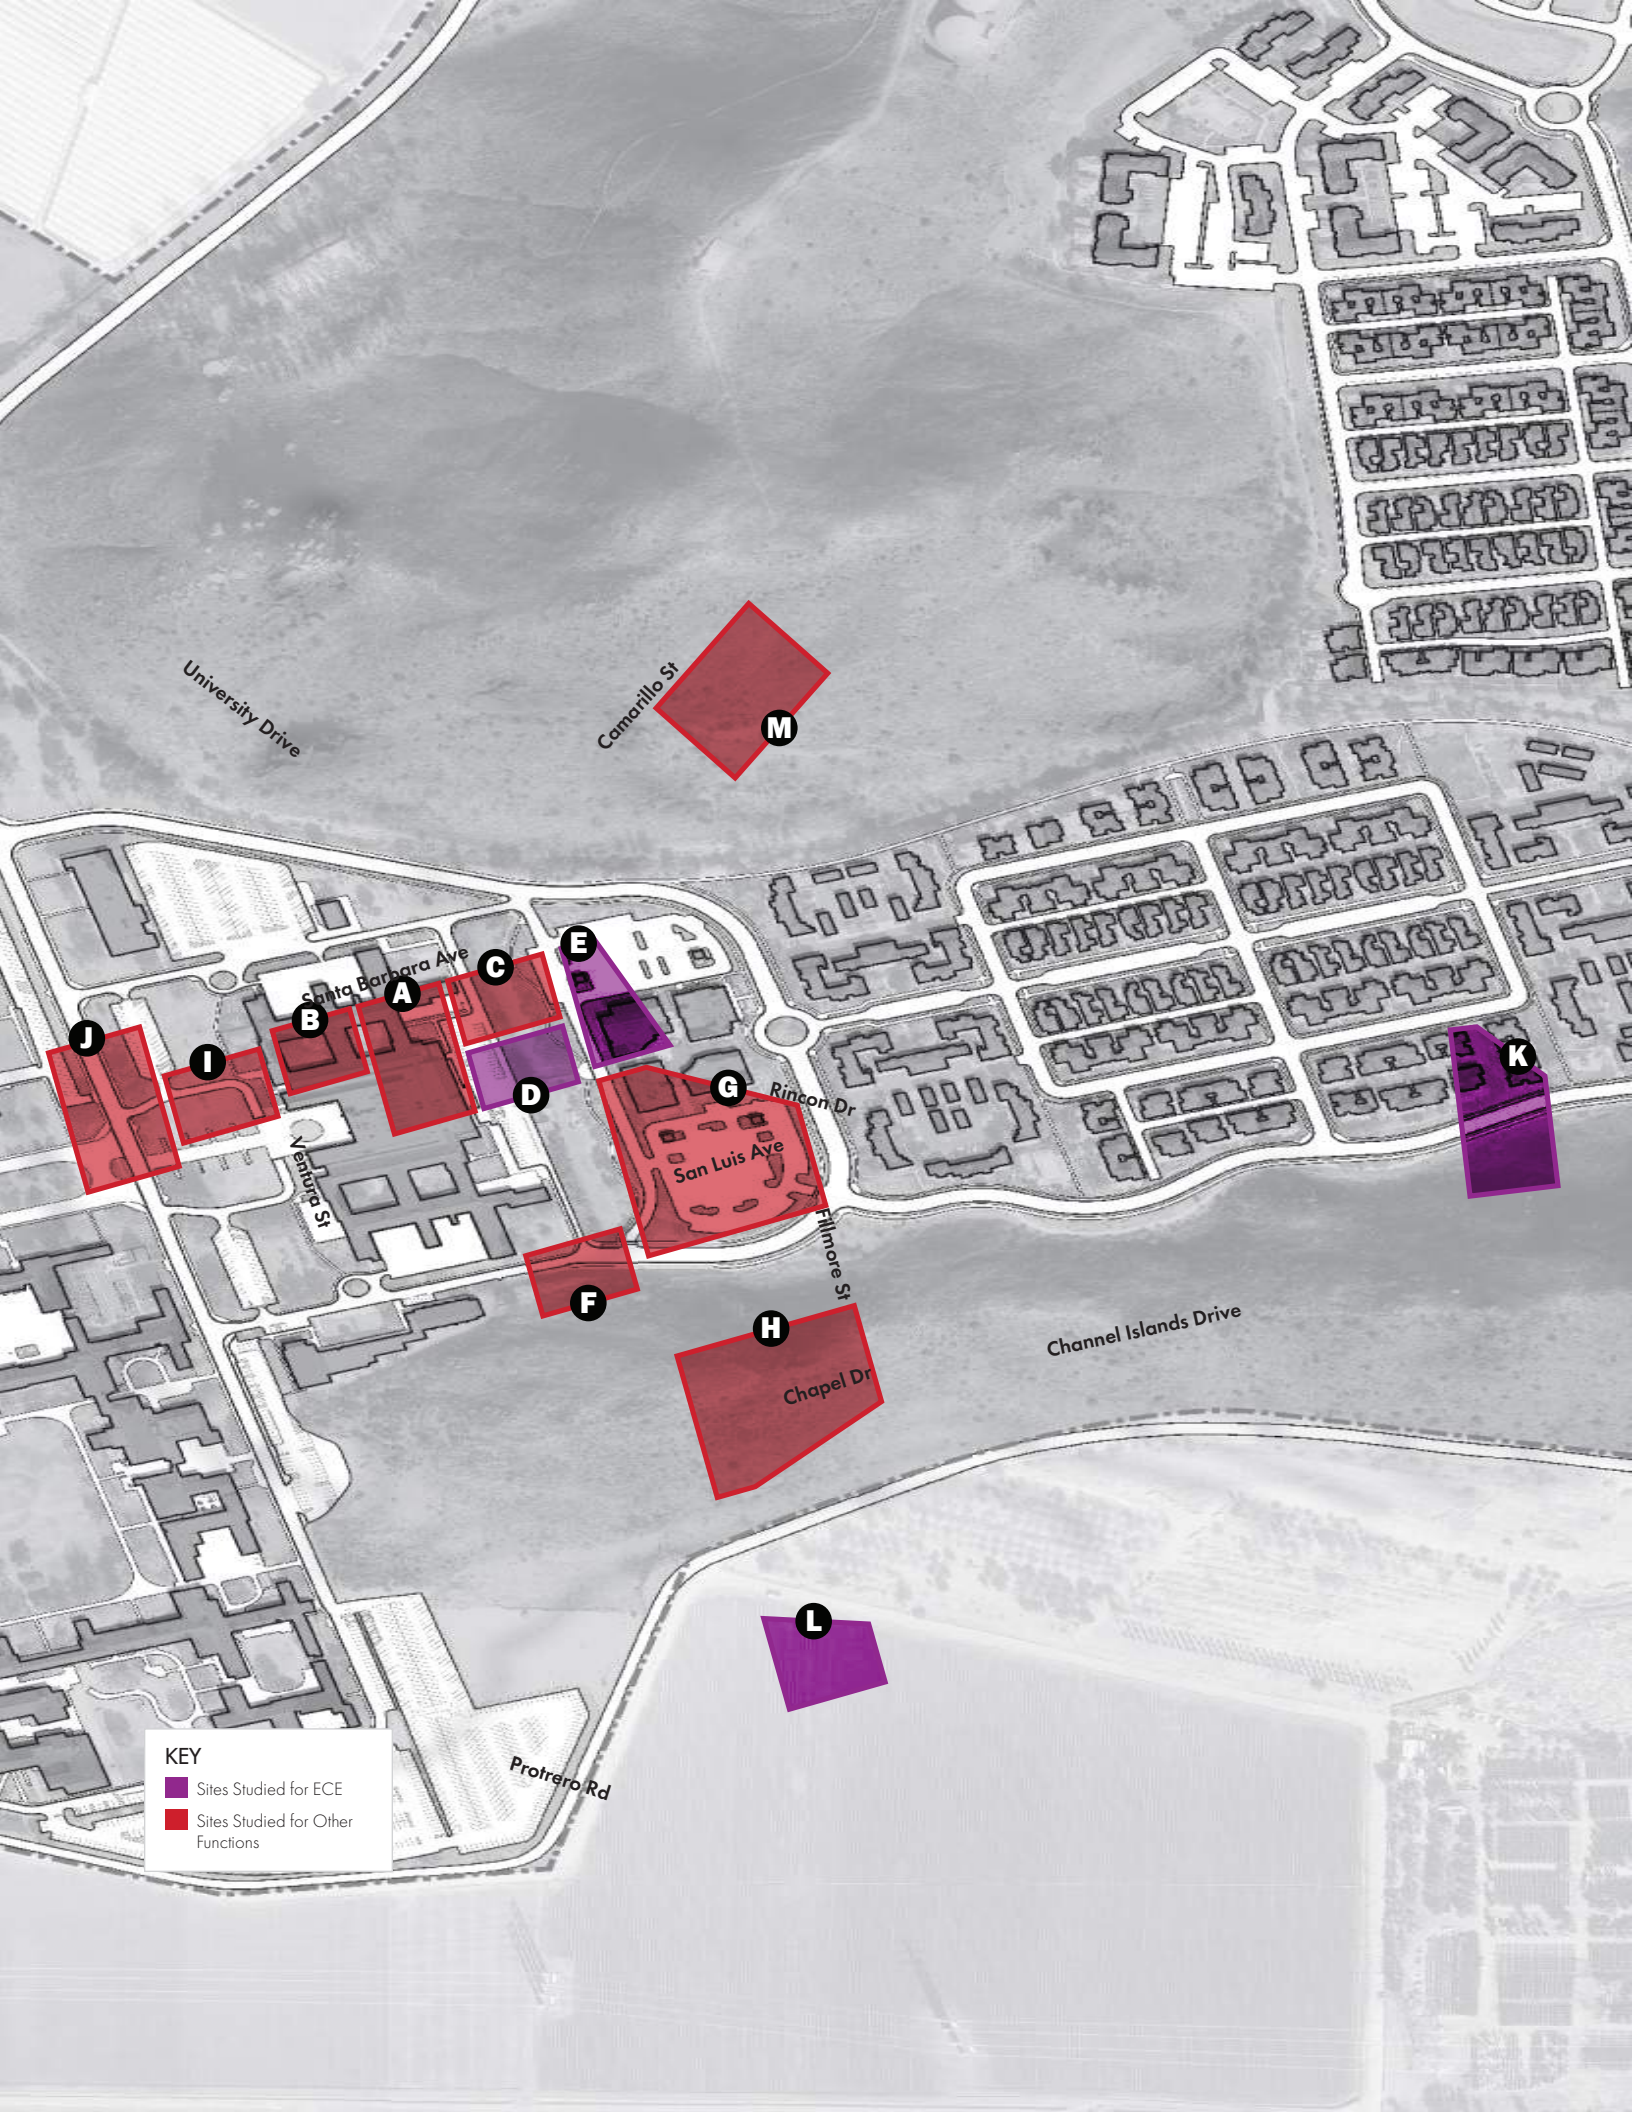 Camarillo St
University Drive
M
E
Santa Barbara Ave
C
A
B
J
I
K
D
G
Rincon Dr
San Luis Ave
Ventura St
Fillmore St
F
H
Channel Islands Drive
Chapel Dr
L
Protrero Rd
KEY
Sites Studied for ECE
Sites Studied for Other
Functions